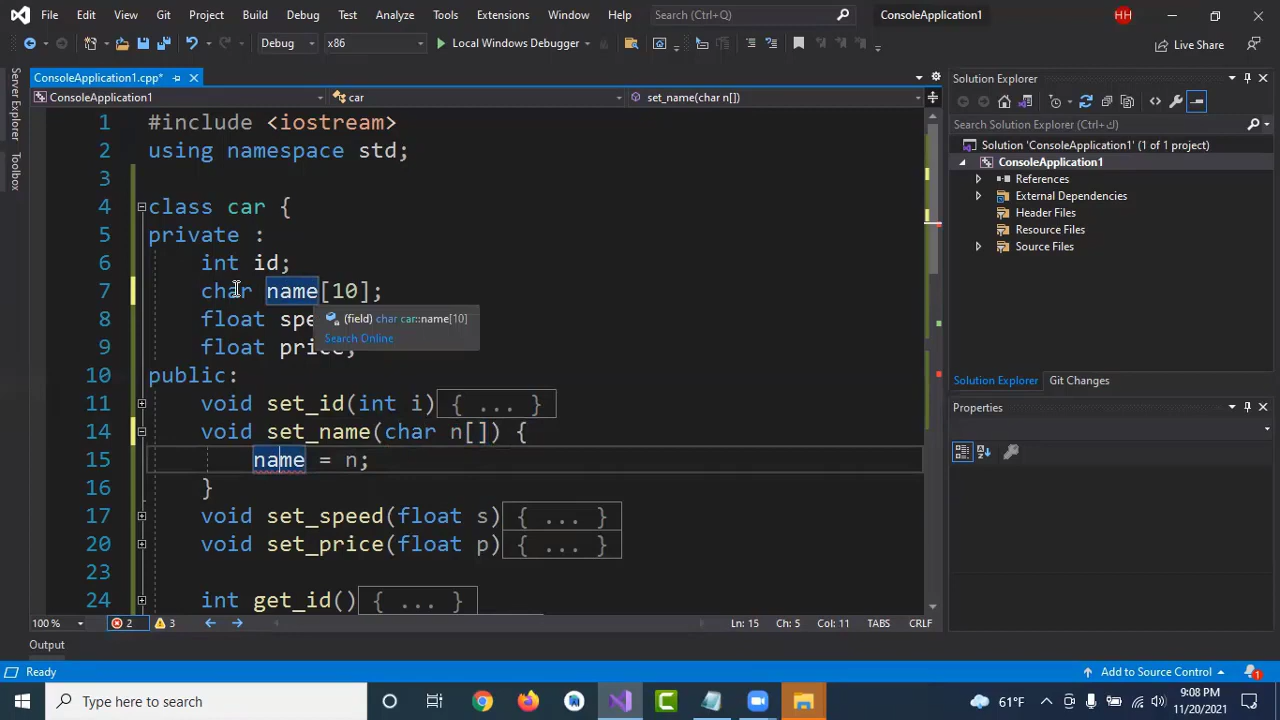 File Edit View Git Project Build Debug Test Analyze Tools Extensions Window Help Search (Ctrl+Q) ConsoleApplication1 HH
Debug x86 Local Windows Debugger Live Share
Server Explorer
Toolbox
ConsoleApplication1.cpp*
ConsoleApplication1 car set_name(char n[])
1 #include <iostream>
2 using namespace std;
3
4 class car {
5 private :
6 int id;
7 char name[10];
8 float spe
9 float price;
(field) char car::name[10]
Search Online
10 public:
11 void set_id(int i){ ... }
14 void set_name(char n[]) {
15 name = n;
16 }
17 void set_speed(float s){ ... }
20 void set_price(float p){ ... }
23
24 int get_id(){ ... }
100 % 2 3 Ln: 15 Ch: 5 Col: 11 TABS CRLF
Output
Solution Explorer
Search Solution Explorer (Ctrl+ك)
Solution 'ConsoleApplication1' (1 of 1 project)
ConsoleApplication1
References
External Dependencies
Header Files
Resource Files
Source Files
Solution Explorer Git Changes
Properties
Ready Add to Source Control 1
Type here to search 61°F 9:08 PM
11/20/2021